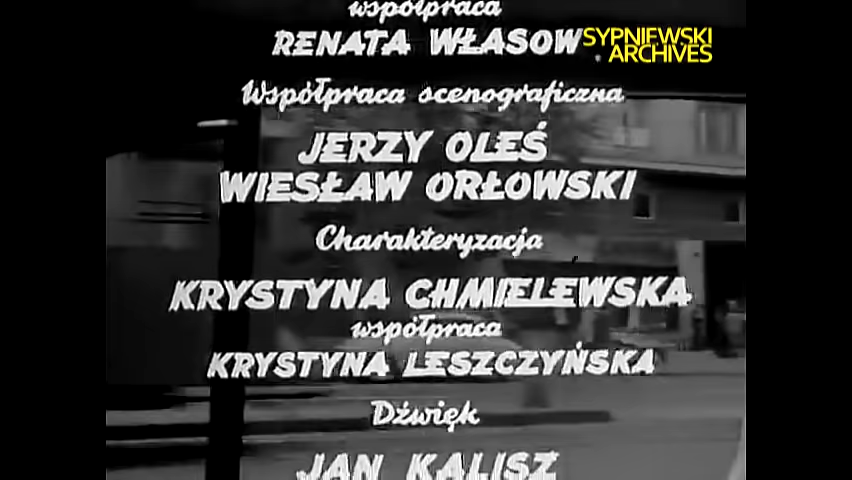 współpraca
RENATA WŁASOW
SYPNIEWSKI
ARCHIVES
Współpraca scenograficzna
JERZY OLEŚ
WIESŁAW ORŁOWSKI
Charakteryzacja
KRYSTYNA CHMIELEWSKA
współpraca
KRYSTYNA LESZCZYŃSKA
Dźwięk
JAN KALISZ